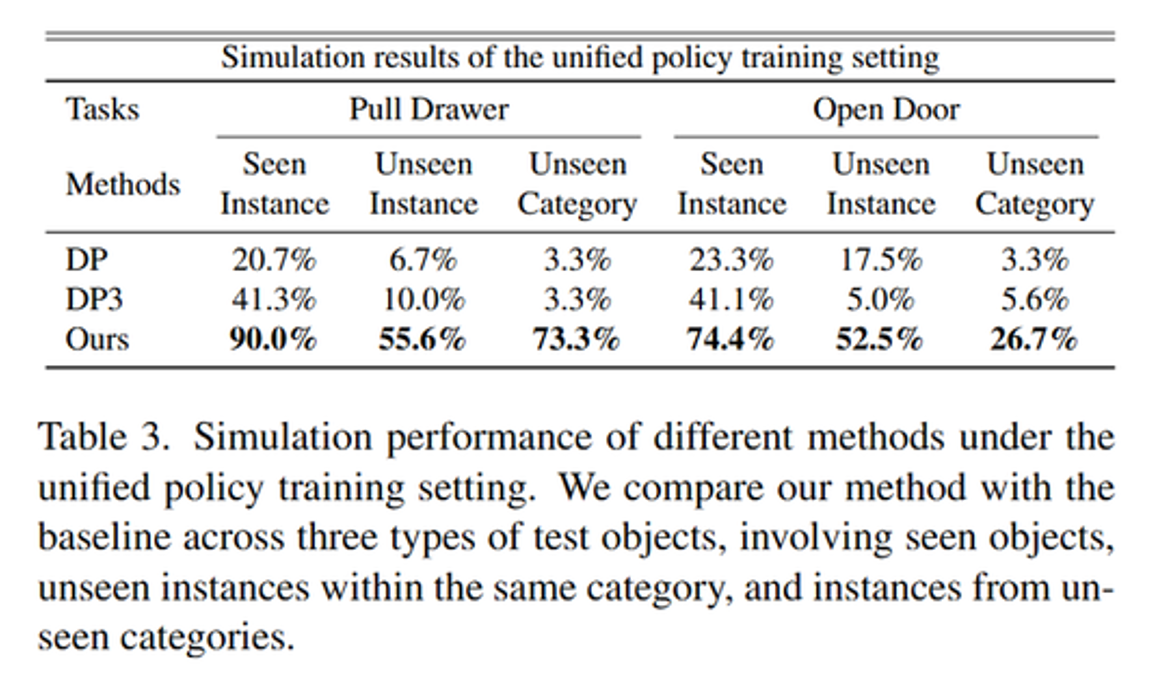 Simulation results of the unified policy training setting
Tasks Pull Drawer Open Door
Methods Seen Instance Unseen Instance Unseen Category Seen Instance Unseen Instance Unseen Category
DP 20.7% 6.7% 3.3% 23.3% 17.5% 3.3%
DP3 41.3% 10.0% 3.3% 41.1% 5.0% 5.6%
Ours 90.0% 55.6% 73.3% 74.4% 52.5% 26.7%
Table 3. Simulation performance of different methods under the
unified policy training setting. We compare our method with the
baseline across three types of test objects, involving seen objects,
unseen instances within the same category, and instances from un-
seen categories.